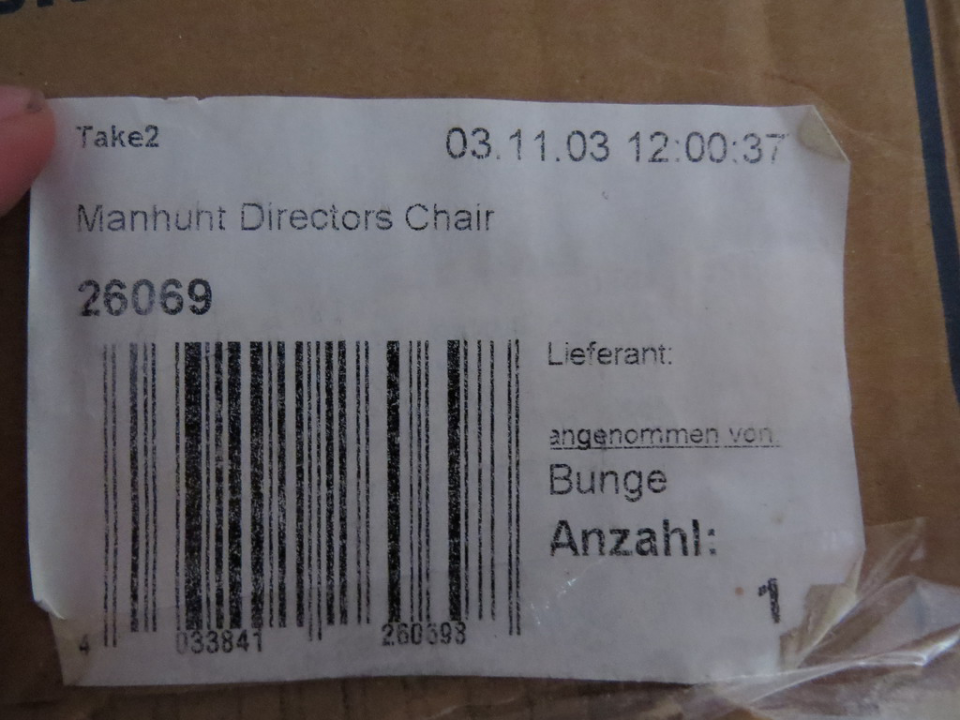 Take2 03.11.03 12:00:37
Manhunt Directors Chair
26069
Lieferant:
angenommen von
Bunge
Anzahl:
1
4 033841 260698